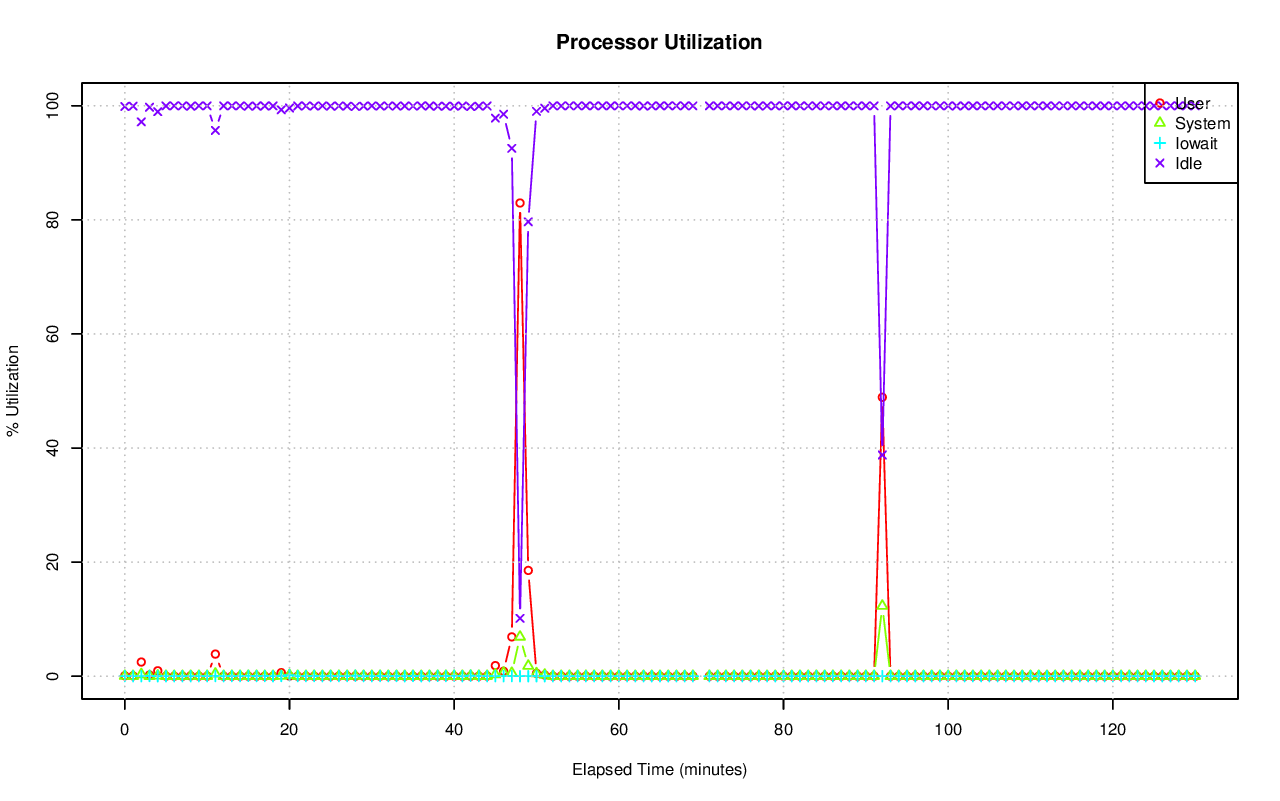 Processor Utilization
% Utilization
100
80
60
40
20
0
User
System
Iowait
Idle
0 20 40 60 80 100 120
Elapsed Time (minutes)